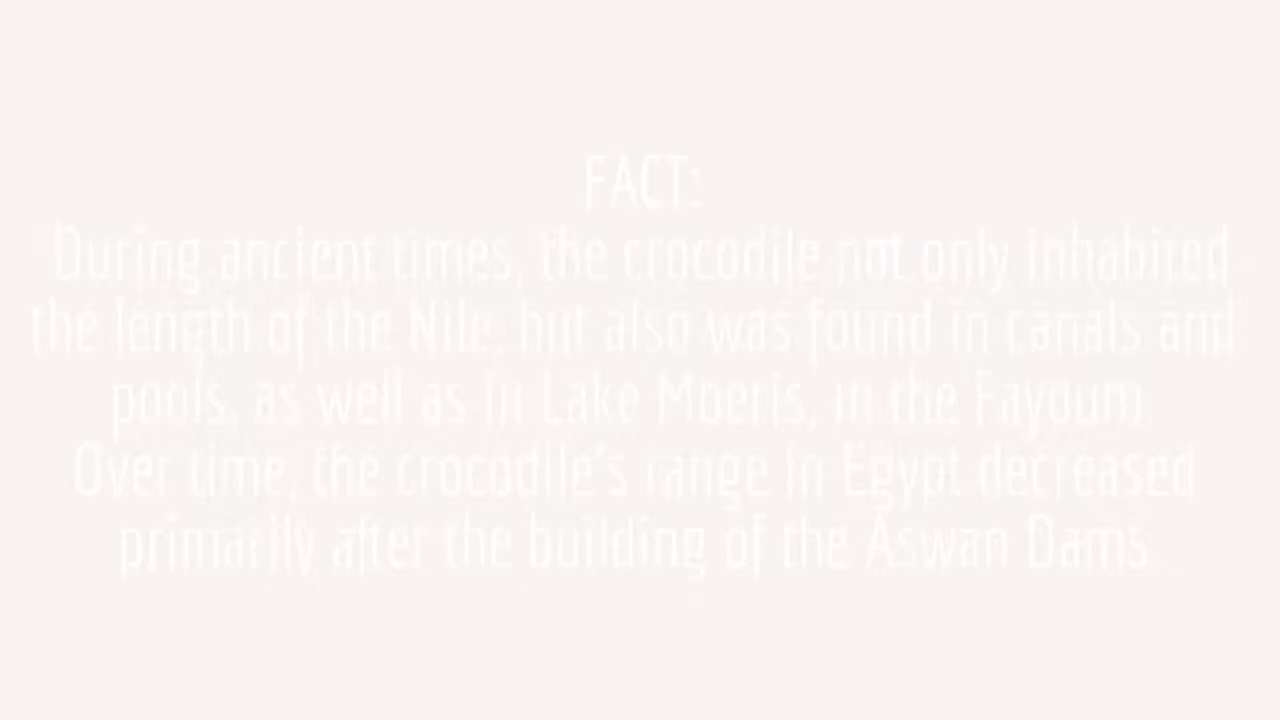 FACT:
"During ancient times, the crocodile not only inhabited
the length of the Nile, but also was found in canals and
pools, as well as in Lake Moeris, in the Fayoum.
Over time, the crocodile's range in Egypt decreased
primarily after the building of the Aswan Dams.